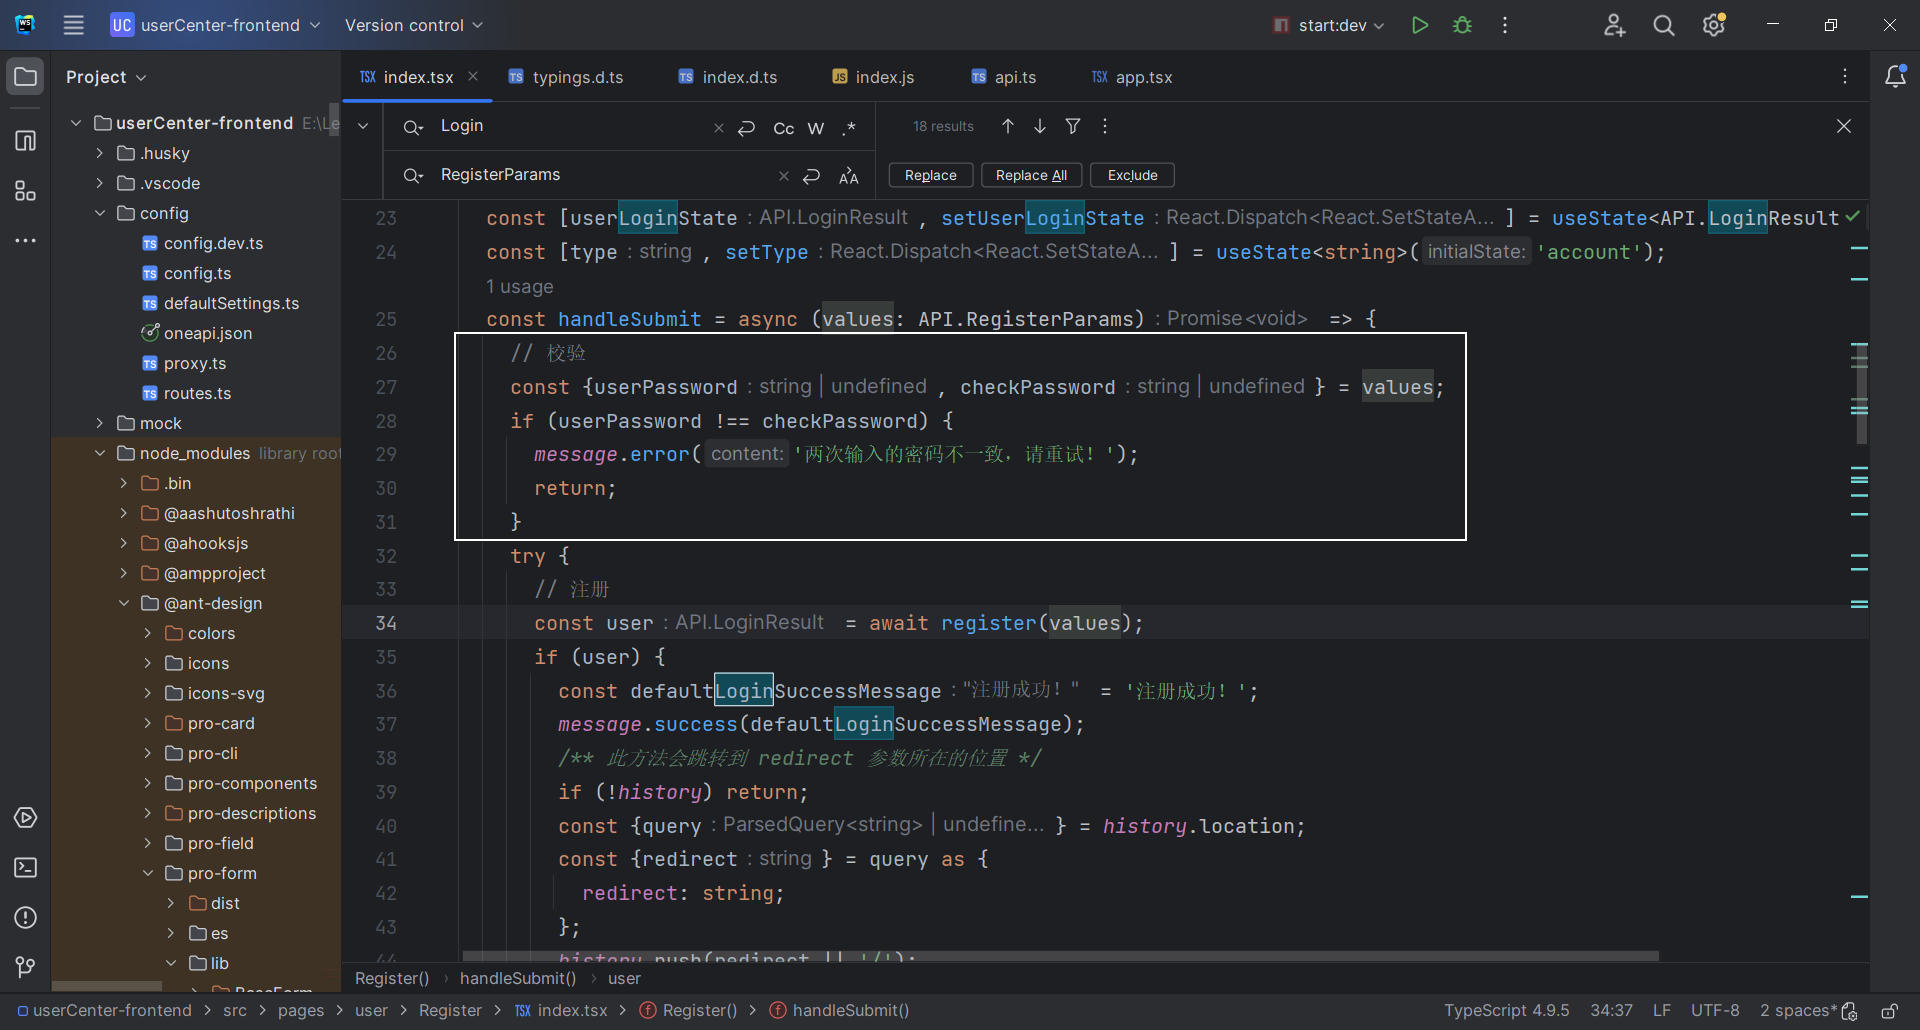 UC userCenter-frontend Version control start:dev
Project
userCenter-frontend E:\Le
.husky
.vscode
config
config.dev.ts
config.ts
defaultSettings.ts
oneapi.json
proxy.ts
routes.ts
mock
node_modules library root
.bin
@aashutoshrathi
@ahooksjs
@ampproject
@ant-design
colors
icons
icons-svg
pro-card
pro-cli
pro-components
pro-descriptions
pro-field
pro-form
dist
es
lib
BaseForm
index.tsx typings.d.ts index.d.ts index.js api.ts app.tsx
Login Cc W .* 18 results
RegisterParams Replace Replace All Exclude
23 const [userLoginState : API.LoginResult , setUserLoginState : React.Dispatch<React.SetStateA... ] = useState<API.LoginResult
24 const [type : string , setType : React.Dispatch<React.SetStateA... ] = useState<string>( initialState: 'account');
1 usage
25 const handleSubmit = async (values: API.RegisterParams) : Promise<void> => {
26 // 校验
27 const {userPassword : string | undefined , checkPassword : string | undefined } = values;
28 if (userPassword !== checkPassword) {
29 message.error( content: '两次输入的密码不一致，请重试！');
30 return;
31 }
32 try {
33 // 注册
34 const user : API.LoginResult = await register(values);
35 if (user) {
36 const defaultLoginSuccessMessage : "注册成功！" = '注册成功！';
37 message.success(defaultLoginSuccessMessage);
38 /** 此方法会跳转到 redirect 参数所在的位置 */
39 if (!history) return;
40 const {query : ParsedQuery<string> | undefine... } = history.location;
41 const {redirect : string } = query as {
42 redirect: string;
43 };
44 history.push(redirect || '/');
Register() › handleSubmit() › user
userCenter-frontend > src > pages > user > Register > index.tsx > Register() > handleSubmit() TypeScript 4.9.5 34:37 LF UTF-8 2 spaces*